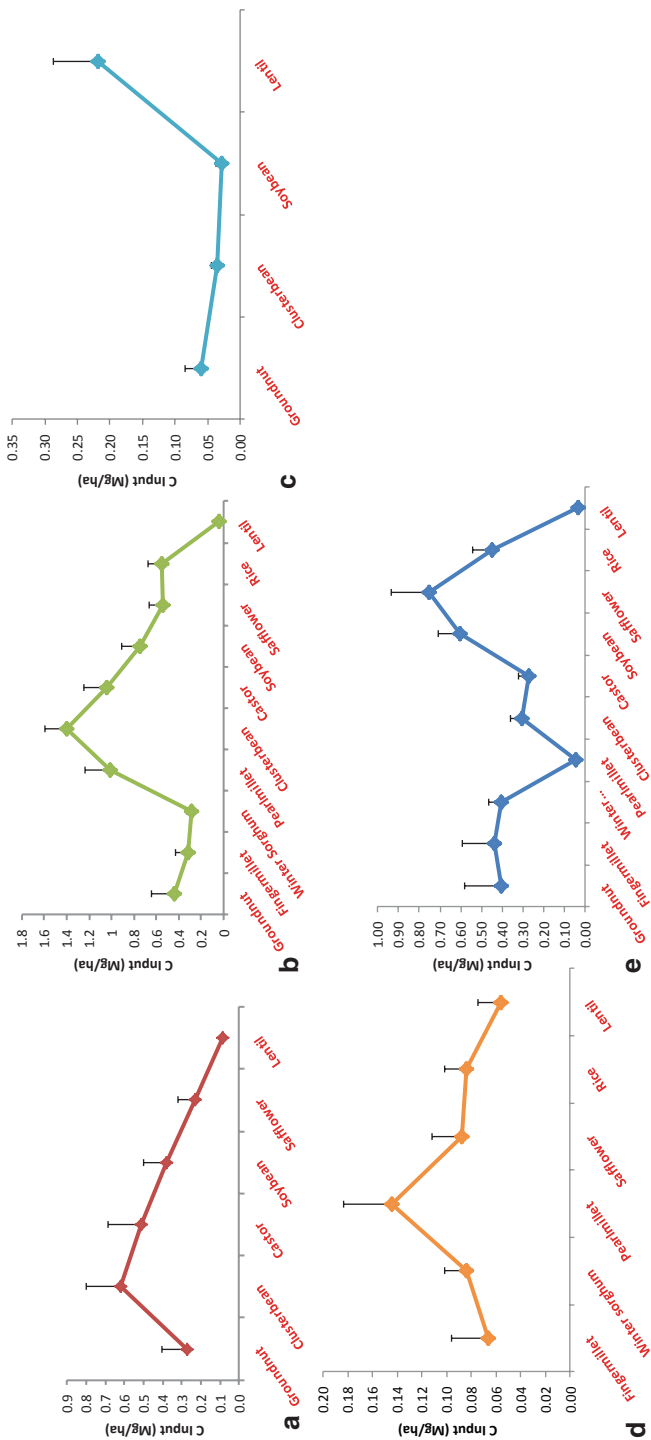 0.9
0.8
0.7
0.6
0.5
0.4
0.3
0.2
0.1
0
C Input (Mg/ha)
Groundnut
Clusterbean
Castor
Soybean
Safflower
Lentil
a
1.8
1.6
1.4
1.2
1
0.8
0.6
0.4
0.2
0
C Input (Mg/ha)
Groundnut
Fingermillet
Winter Sorghum
Pearlmillet
Clusterbean
Castor
Soybean
Safflower
Rice
Lentil
b
0.35
0.30
0.25
0.20
0.15
0.10
0.05
0.00
C Input (Mg/ha)
Groundnut
Clusterbean
Soybean
Lentil
c
0.20
0.18
0.16
0.14
0.12
0.10
0.08
0.06
0.04
0.02
0.00
C Input (Mg/ha)
Fingermillet
Winter sorghum
Pearlmillet
Safflower
Rice
Lentil
d
1.00
0.90
0.80
0.70
0.60
0.50
0.40
0.30
0.20
0.10
0.00
C Input (Mg/ha)
Groundnut
Fingermillet
Winter...
Pearlmillet
Clusterbean
Castor
Soybean
Safflower
Rice
Lentil
e